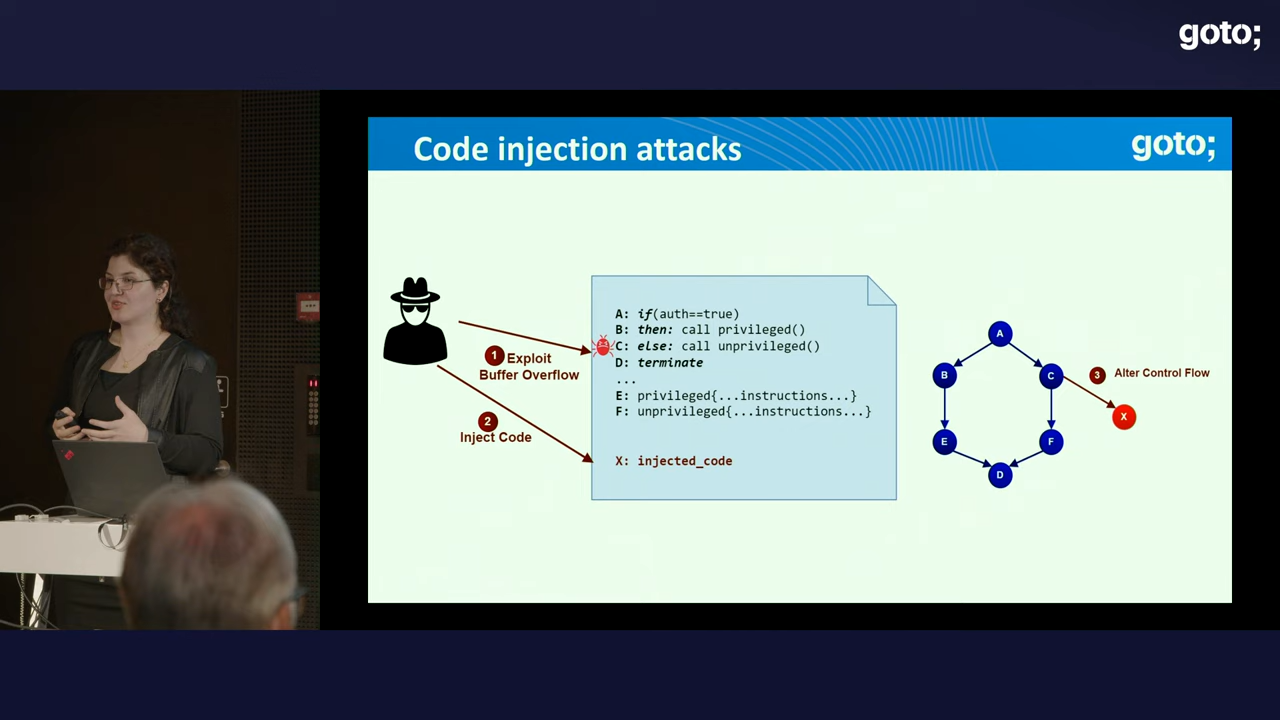 goto;
Code injection attacks
goto;
A: if(auth==true)
B: then: call privileged()
C: else: call unprivileged()
D: terminate
...
E: privileged{...instructions...}
F: unprivileged{...instructions...}
X: injected_code
1 Exploit
Buffer Overflow
2
Inject Code
A
B
C
E
F
D
3 Alter Control Flow
X